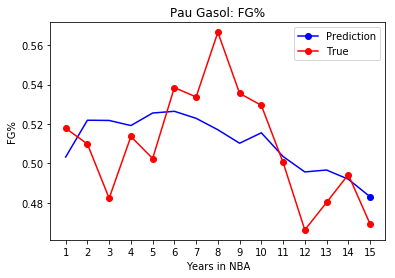 Pau Gasol: FG%
Prediction
True
FG%
0.56
0.54
0.52
0.50
0.48
1 2 3 4 5 6 7 8 9 10 11 12 13 14 15
Years in NBA